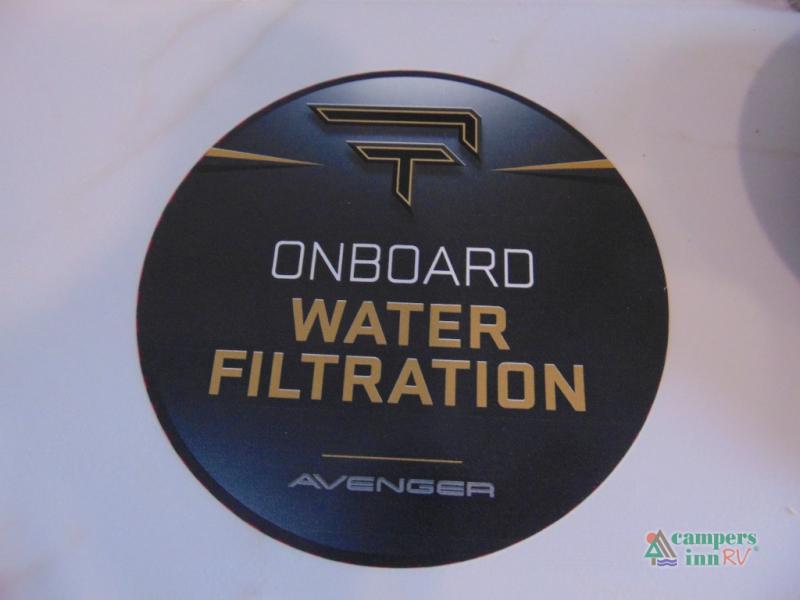 ONBOARD
WATER
FILTRATION
AVENGER
campers
inn RV®